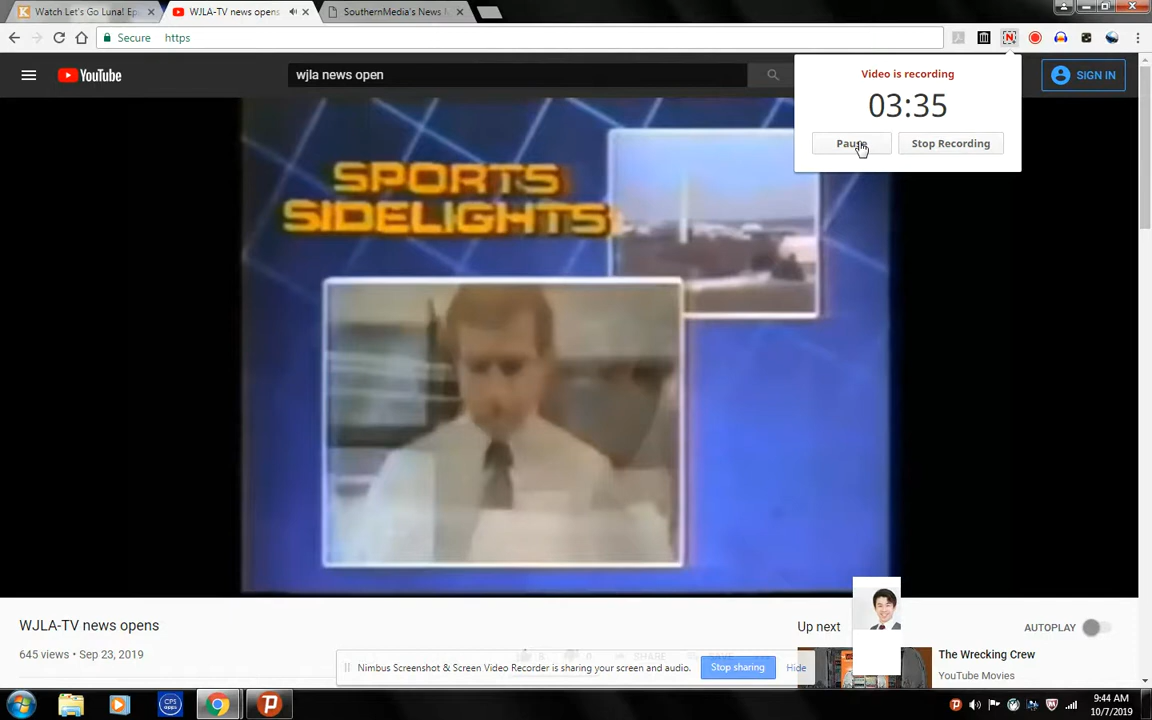 Watch Let's Go Luna! Ep
WJLA-TV news opens
SouthernMedia's News
Secure
https
YouTube
wjla news open
SIGN IN
Video is recording
03:35
Pause
Stop Recording
SPORTS
SIDELIGHTS
WJLA-TV news opens
645 views • Sep 23, 2019
Up next
AUTOPLAY
The Wrecking Crew
YouTube Movies
Nimbus Screenshot & Screen Video Recorder is sharing your screen and audio.
Stop sharing
Hide
CPS
9:44 AM
10/7/2019